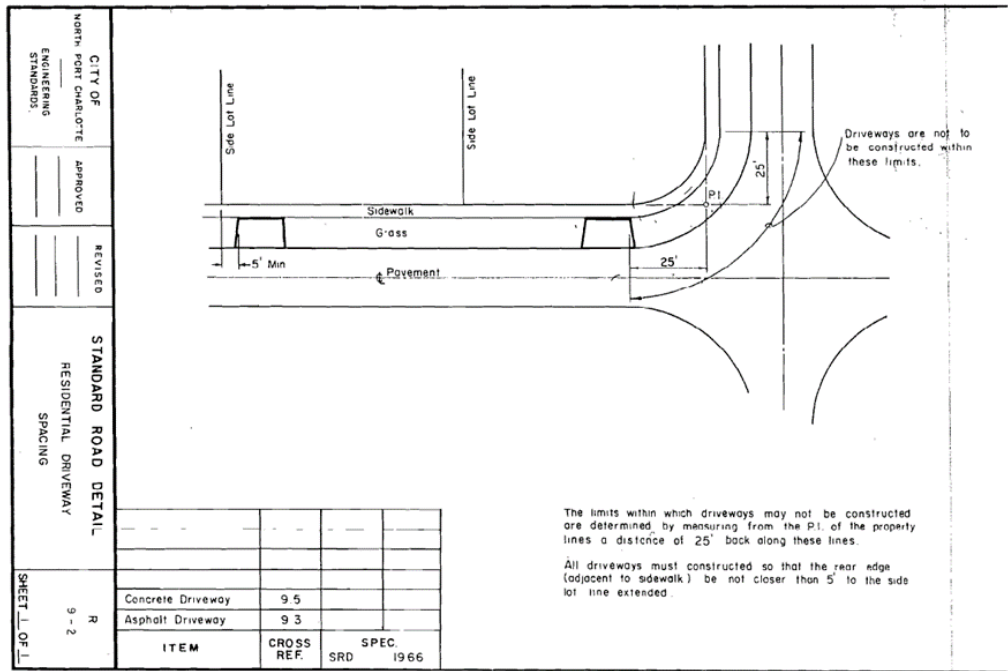 CITY OF
NORTH PORT CHARLOTTE
ENGINEERING
STANDARDS.
APPROVED
REVISED
STANDARD ROAD DETAIL
RESIDENTIAL DRIVEWAY
SPACING
R
9-2
SHEET 1 OF 1
Side Lot Line
Side Lot Line
Driveways are not to
be constructed within
these limits.
25'
P.I.
Sidewalk
Grass
5' Min
25'
℄ Pavement
The limits within which driveways may not be constructed
are determined by measuring from the P.I. of the property
lines a distance of 25' back along these lines.
All driveways must constructed so that the rear edge
(adjacent to sidewalk) be not closer than 5' to the side
lot line extended.
Concrete Driveway 9.5
Asphalt Driveway 9.3
ITEM CROSS REF. SPEC.
SRD 1966